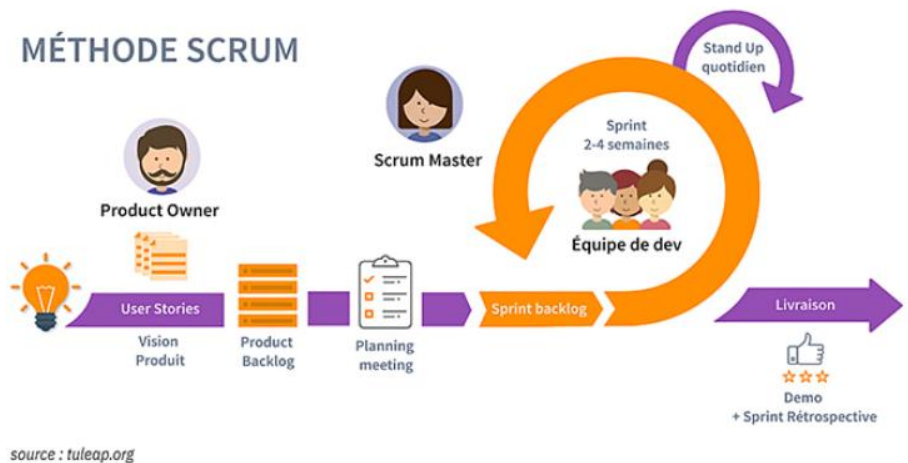 MÉTHODE SCRUM
Stand Up
quotidien
Sprint
2-4 semaines
Scrum Master
Product Owner
Équipe de dev
User Stories
Sprint backlog
Livraison
Vision
Produit
Product
Backlog
Planning
meeting
Demo
+ Sprint Rétrospective
source : tuleap.org